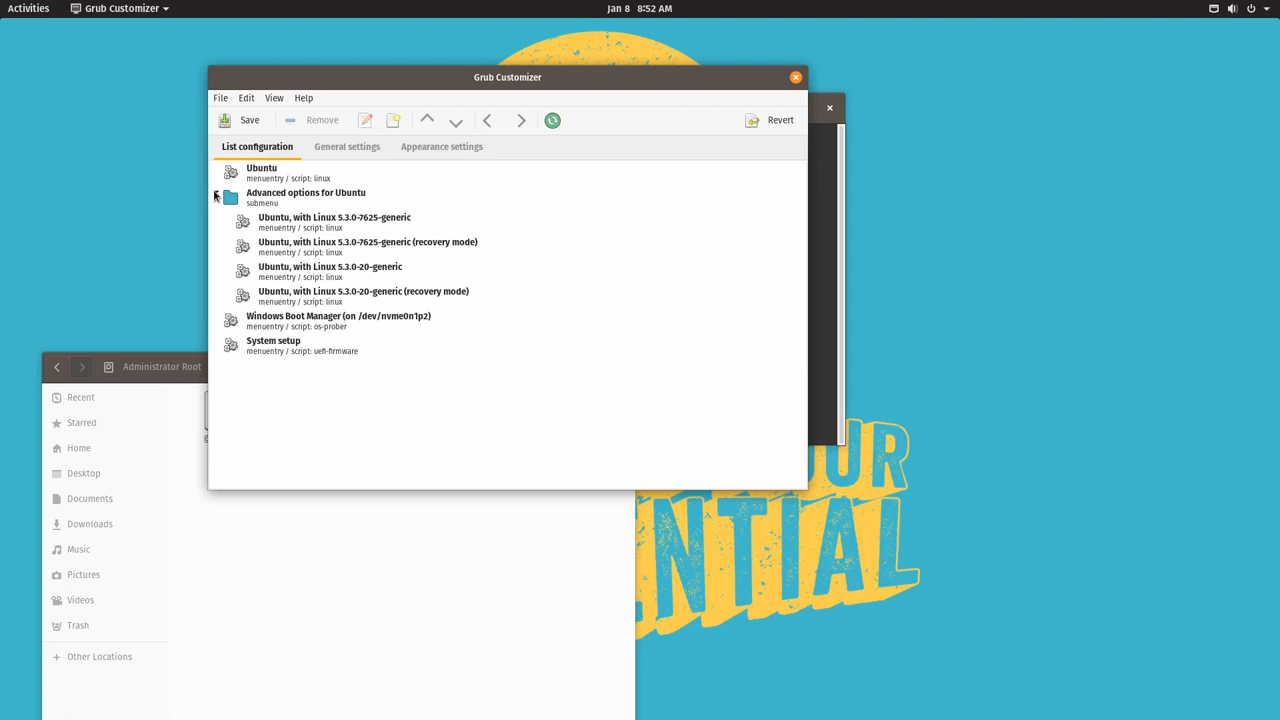 Activities
Grub Customizer
Jan 8 8:52 AM
Grub Customizer
File Edit View Help
Save Remove Revert
List configuration General settings Appearance settings
Ubuntu
menuentry / script: linux
Advanced options for Ubuntu
submenu
Ubuntu, with Linux 5.3.0-7625-generic
menuentry / script: linux
Ubuntu, with Linux 5.3.0-7625-generic (recovery mode)
menuentry / script: linux
Ubuntu, with Linux 5.3.0-20-generic
menuentry / script: linux
Ubuntu, with Linux 5.3.0-20-generic (recovery mode)
menuentry / script: linux
Windows Boot Manager (on /dev/nvme0n1p2)
menuentry / script: os-prober
System setup
menuentry / script: uefi-firmware
Administrator Root
Recent
Starred
Home
Desktop
Documents
Downloads
Music
Pictures
Videos
Trash
Other Locations
OUR
NTIAL